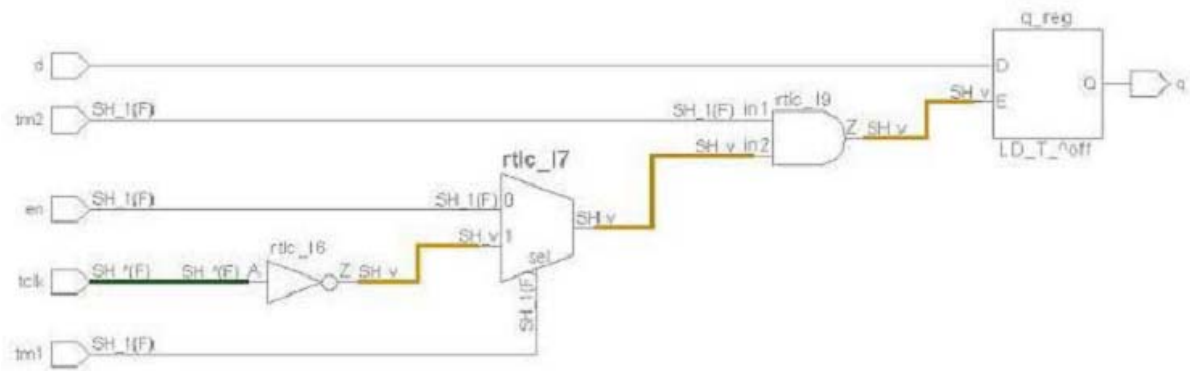 q_reg
d
D
Q
q
tm2
SH_1(F)
SH_1(F)
in1
rtlc_I9
Z
SH_v
SH_v
E
SH_v
in2
LD_T_^off
rtlc_I7
en
SH_1(F)
SH_1(F)
0
SH_v
1
SH_v
sel
rtlc_I6
tclk
SH_^(F)
SH_^(F)
A
Z
SH_v
SH_1(F)
tm1
SH_1(F)